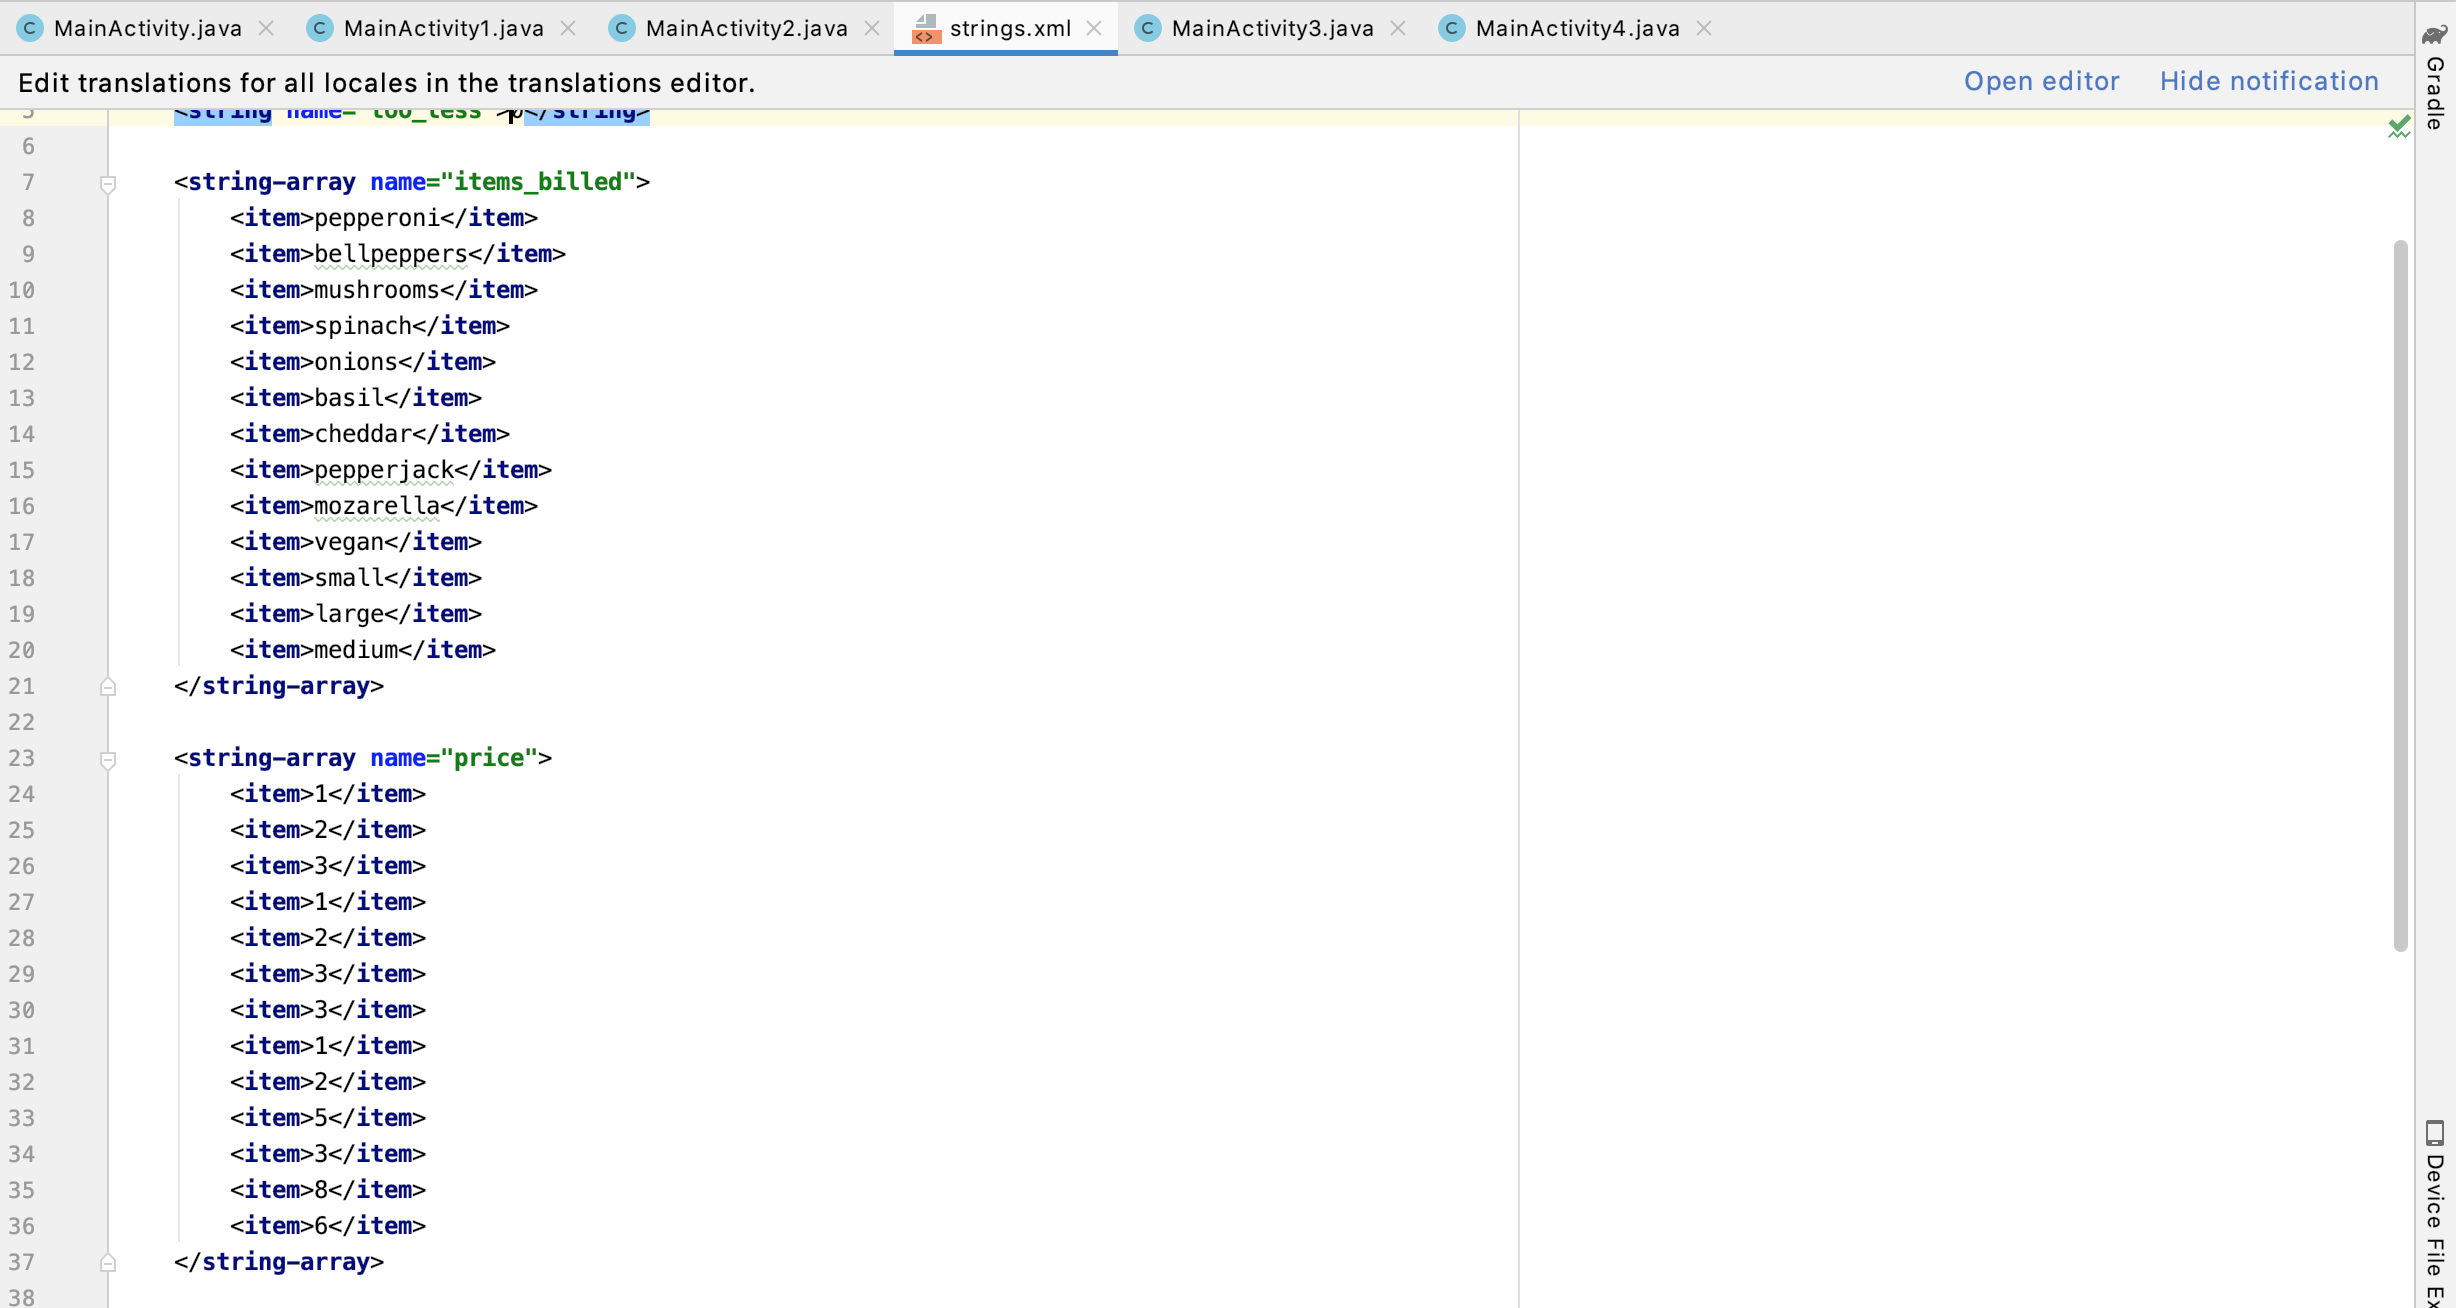 MainActivity.java MainActivity1.java MainActivity2.java strings.xml MainActivity3.java MainActivity4.java
Edit translations for all locales in the translations editor. Open editor Hide notification
5 <string name="too_less"></string>
6
7 <string-array name="items_billed">
8 <item>pepperoni</item>
9 <item>bellpeppers</item>
10 <item>mushrooms</item>
11 <item>spinach</item>
12 <item>onions</item>
13 <item>basil</item>
14 <item>cheddar</item>
15 <item>pepperjack</item>
16 <item>mozarella</item>
17 <item>vegan</item>
18 <item>small</item>
19 <item>large</item>
20 <item>medium</item>
21 </string-array>
22
23 <string-array name="price">
24 <item>1</item>
25 <item>2</item>
26 <item>3</item>
27 <item>1</item>
28 <item>2</item>
29 <item>3</item>
30 <item>3</item>
31 <item>1</item>
32 <item>2</item>
33 <item>5</item>
34 <item>3</item>
35 <item>8</item>
36 <item>6</item>
37 </string-array>
38
Gradle
Device File Ex